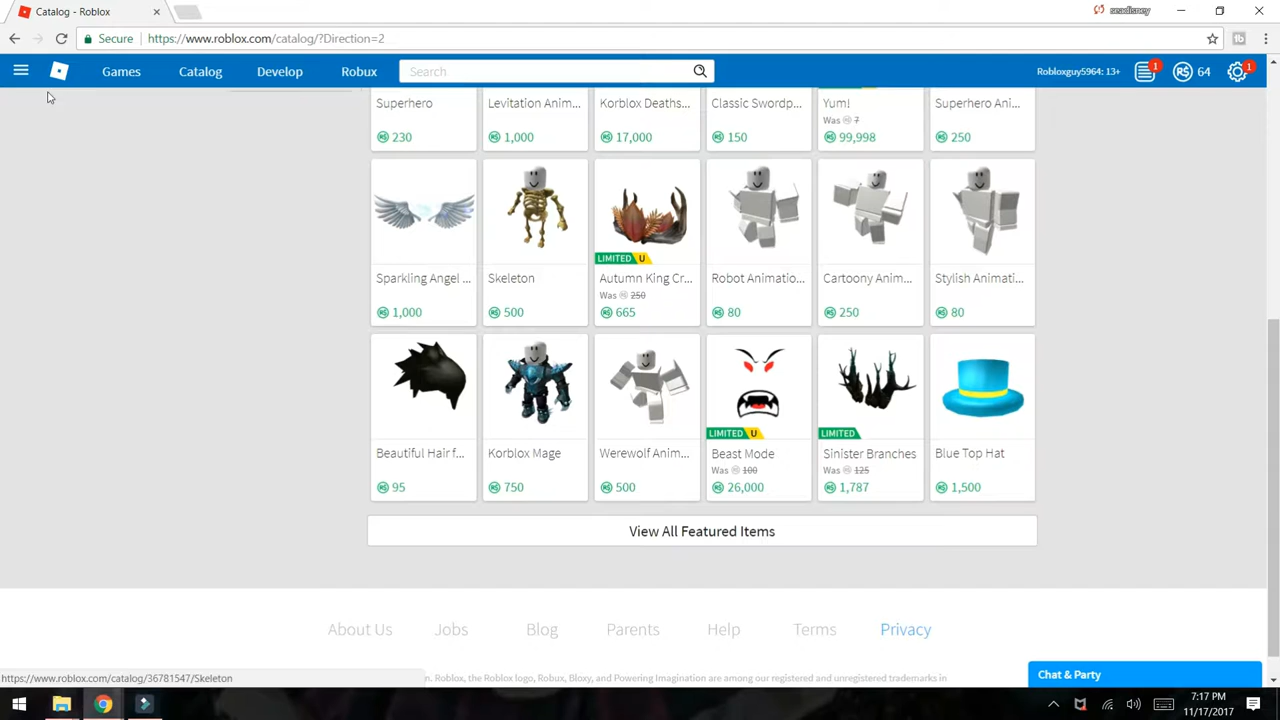 Catalog - Roblox
seadisney
Secure https://www.roblox.com/catalog/?Direction=2
Games Catalog Develop Robux Search Robloxguy5964: 13+ 1 R$ 64 1
Superhero Levitation Anim... Korblox Deaths... Classic Swordp... Yum! Superhero Ani...
Was R$ 7
R$ 230 R$ 1,000 R$ 17,000 R$ 150 R$ 99,998 R$ 250
LIMITED U
Sparkling Angel ... Skeleton Autumn King Cr... Robot Animatio... Cartoony Anim... Stylish Animati...
Was R$ 250
R$ 1,000 R$ 500 R$ 665 R$ 80 R$ 250 R$ 80
LIMITED U LIMITED
Beautiful Hair f... Korblox Mage Werewolf Anim... Beast Mode Sinister Branches Blue Top Hat
Was R$ 100 Was R$ 125
R$ 95 R$ 750 R$ 500 R$ 26,000 R$ 1,787 R$ 1,500
View All Featured Items
About Us Jobs Blog Parents Help Terms Privacy
https://www.roblox.com/catalog/36781547/Skeleton
. Roblox, the Roblox logo, Robux, Bloxy, and Powering Imagination are among our registered and unregistered trademarks in
Chat & Party
7:17 PM
11/17/2017